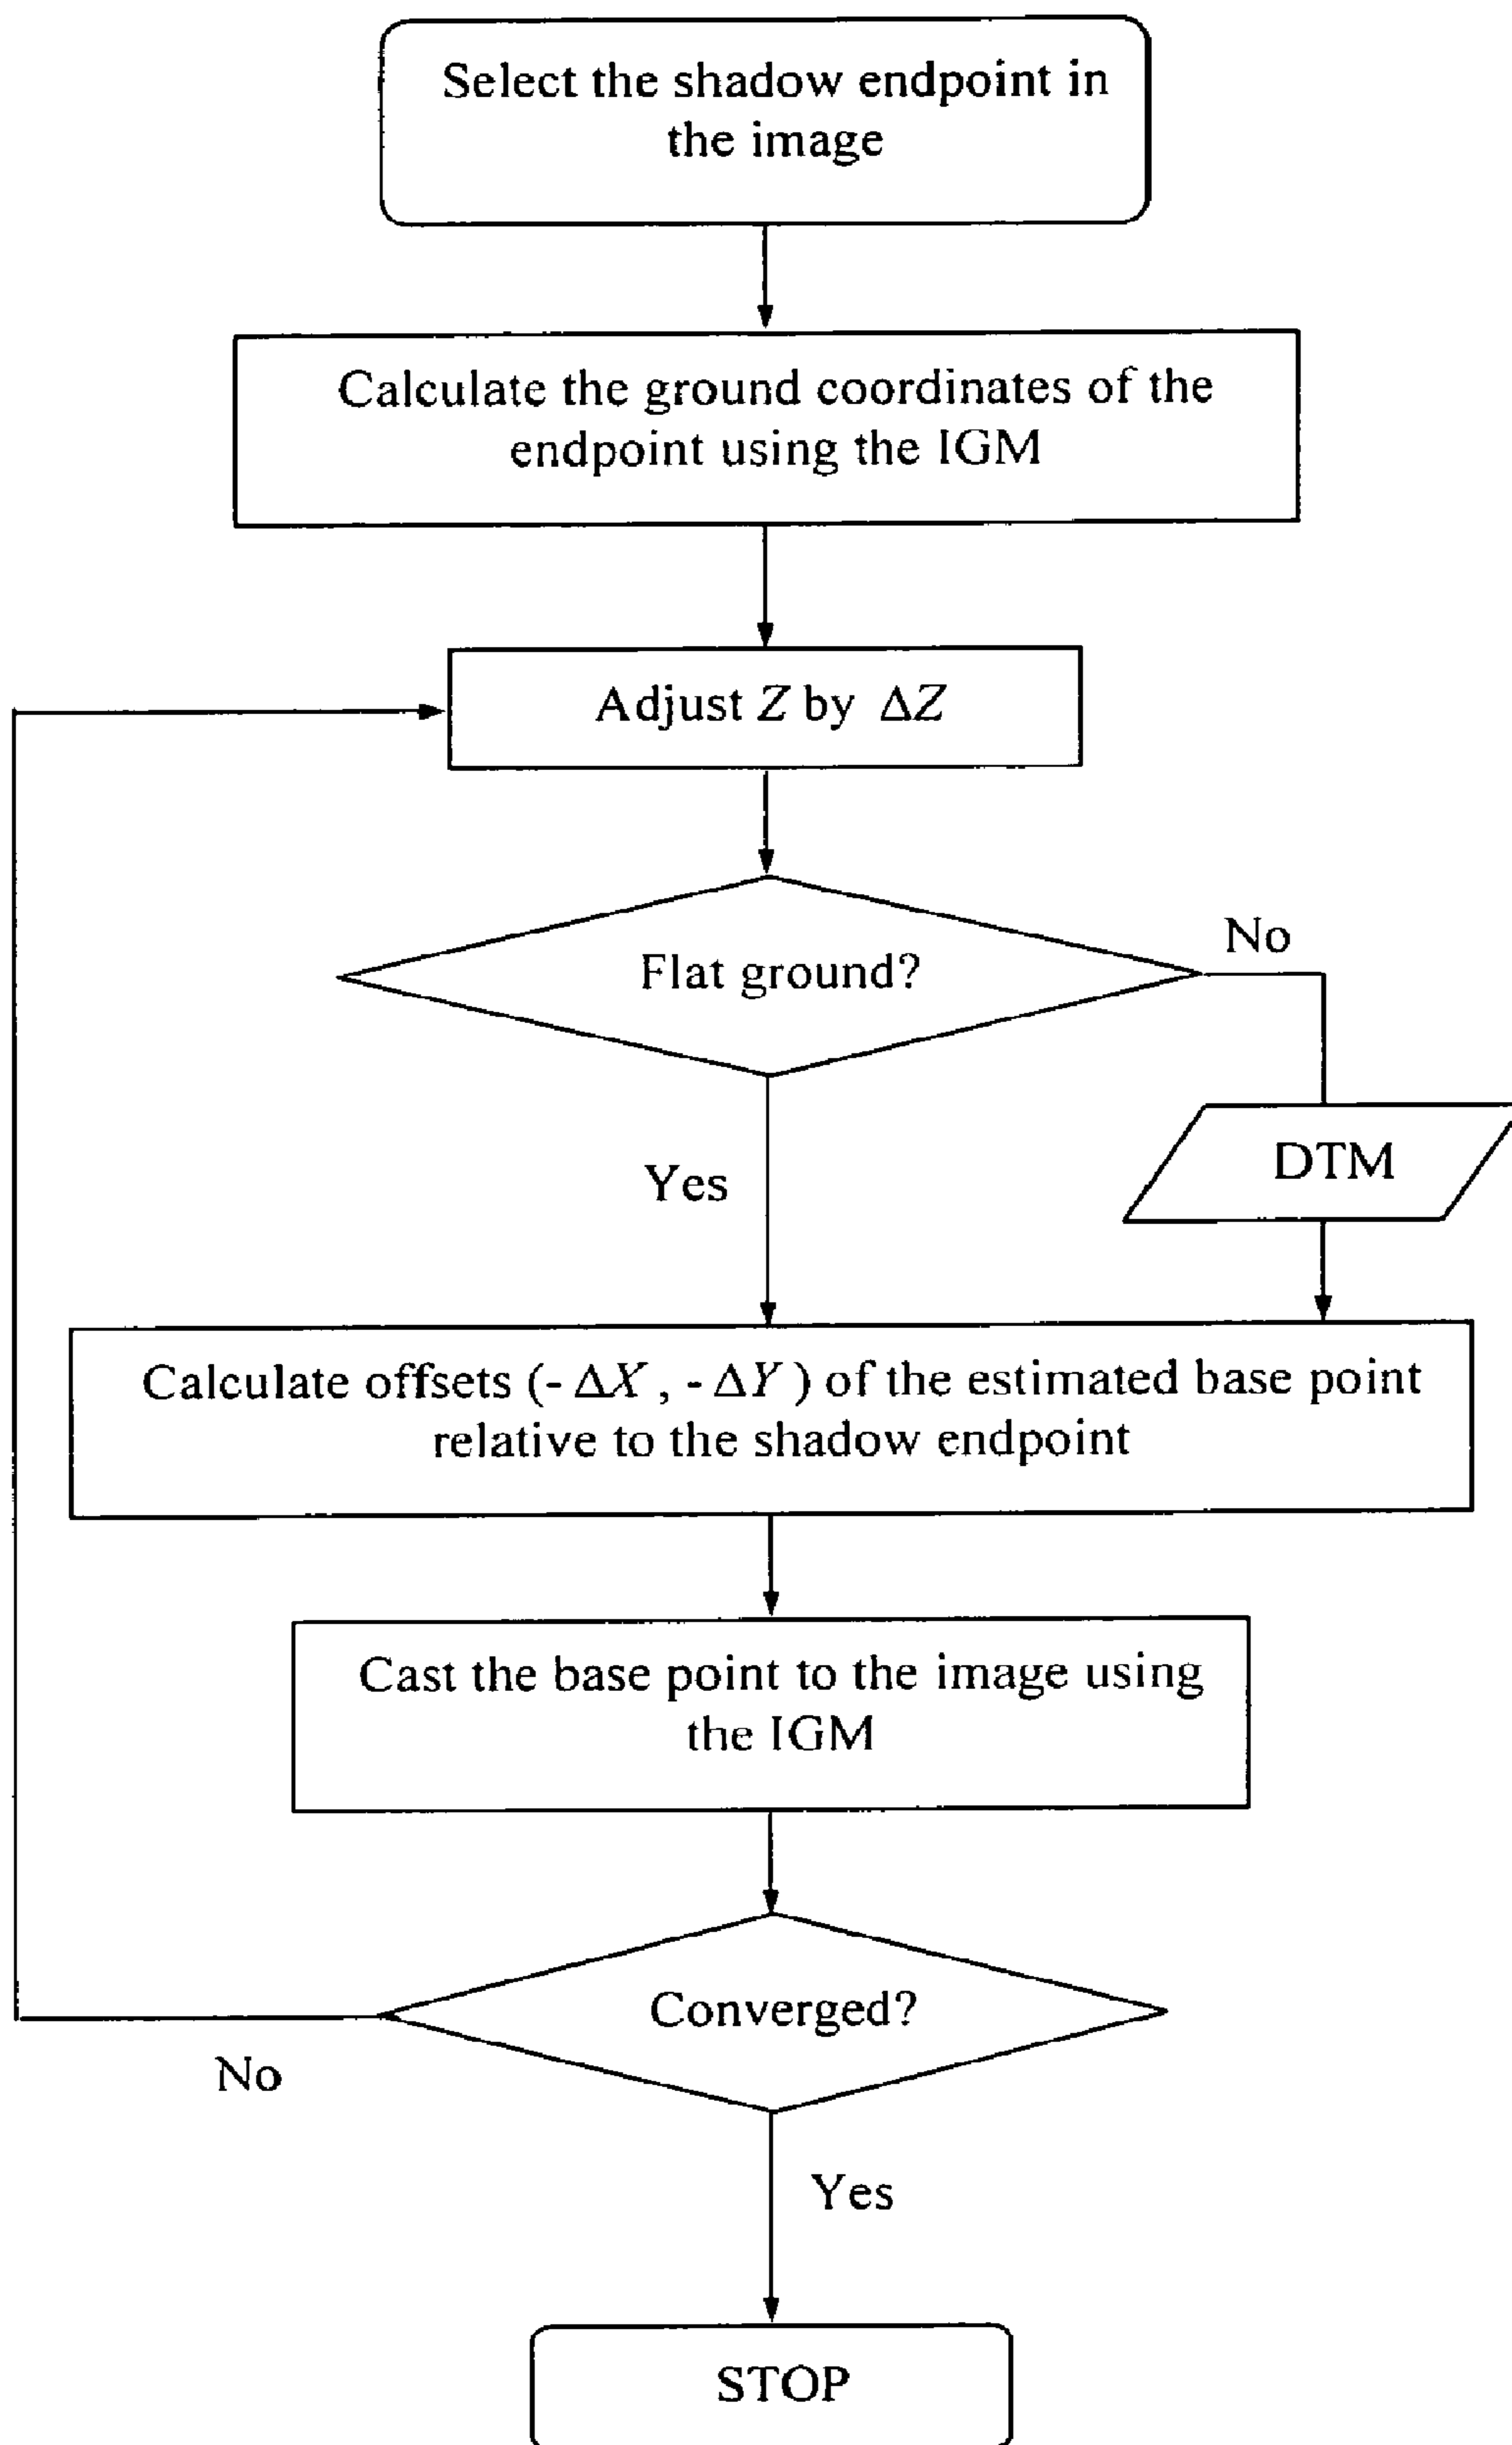 Select the shadow endpoint in
the image
Calculate the ground coordinates of the
endpoint using the IGM
Adjust Z by ΔZ
Flat ground?
No
DTM
Yes
Calculate offsets (- ΔX , - ΔY ) of the estimated base point
relative to the shadow endpoint
Cast the base point to the image using
the IGM
Converged?
No
Yes
STOP